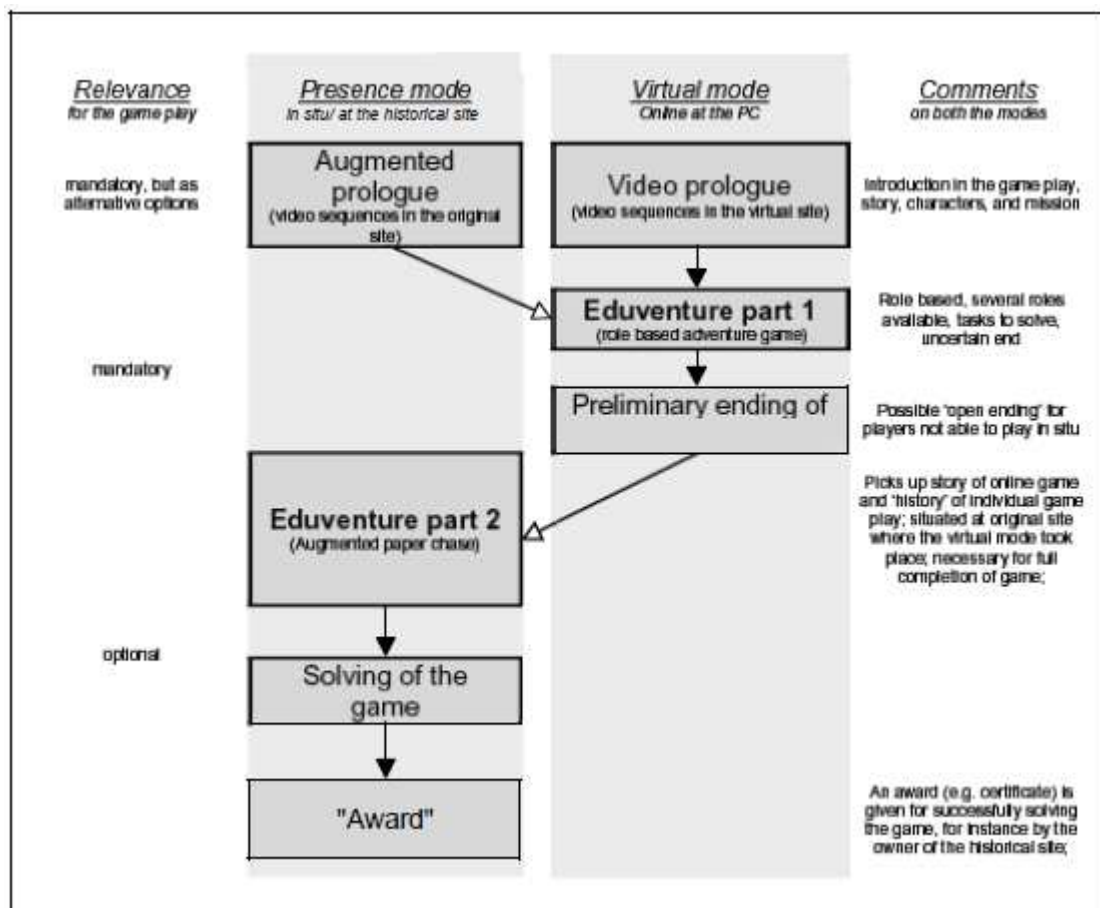 Relevance
for the game play
Presence mode
In situ/ at the historical site
Virtual mode
Online at the PC
Comments
on both the modes
mandatory, but as
alternative options
Augmented
prologue
(video sequences in the original
site)
Video prologue
(video sequences in the virtual site)
Introduction in the game play,
story, characters, and mission
Eduventure part 1
(role based adventure game)
Role based, several roles
available, tasks to solve,
uncertain end
mandatory
Preliminary ending of
Possible 'open ending' for
players not able to play in situ
Eduventure part 2
(Augmented paper chase)
Picks up story of online game
and 'history' of individual game
play; situated at original site
where the virtual mode took
place; necessary for full
completion of game;
optional
Solving of the
game
"Award"
An award (e.g. certificate) is
given for successfully solving
the game, for instance by the
owner of the historical site;